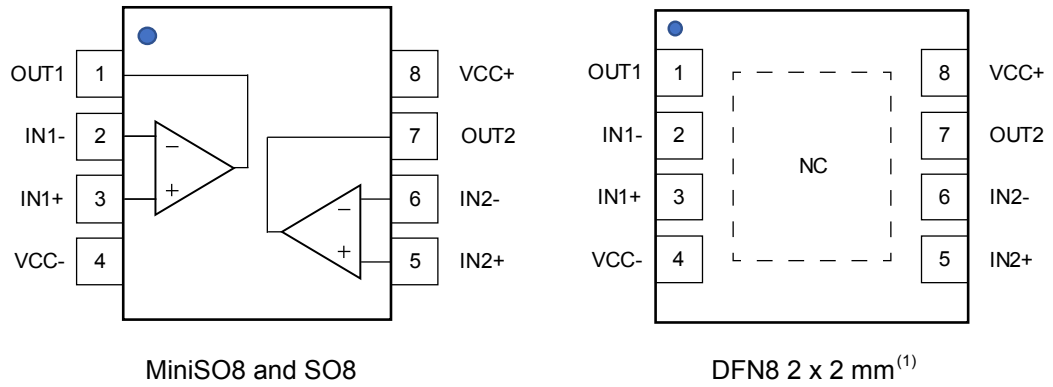 OUT1 1 8 VCC+
IN1- 2 − 7 OUT2
IN1+ 3 + − 6 IN2-
VCC- 4 + 5 IN2+
MiniSO8 and SO8
OUT1 1 8 VCC+
IN1- 2 7 OUT2
NC
IN1+ 3 6 IN2-
VCC- 4 5 IN2+
DFN8 2 x 2 mm(1)